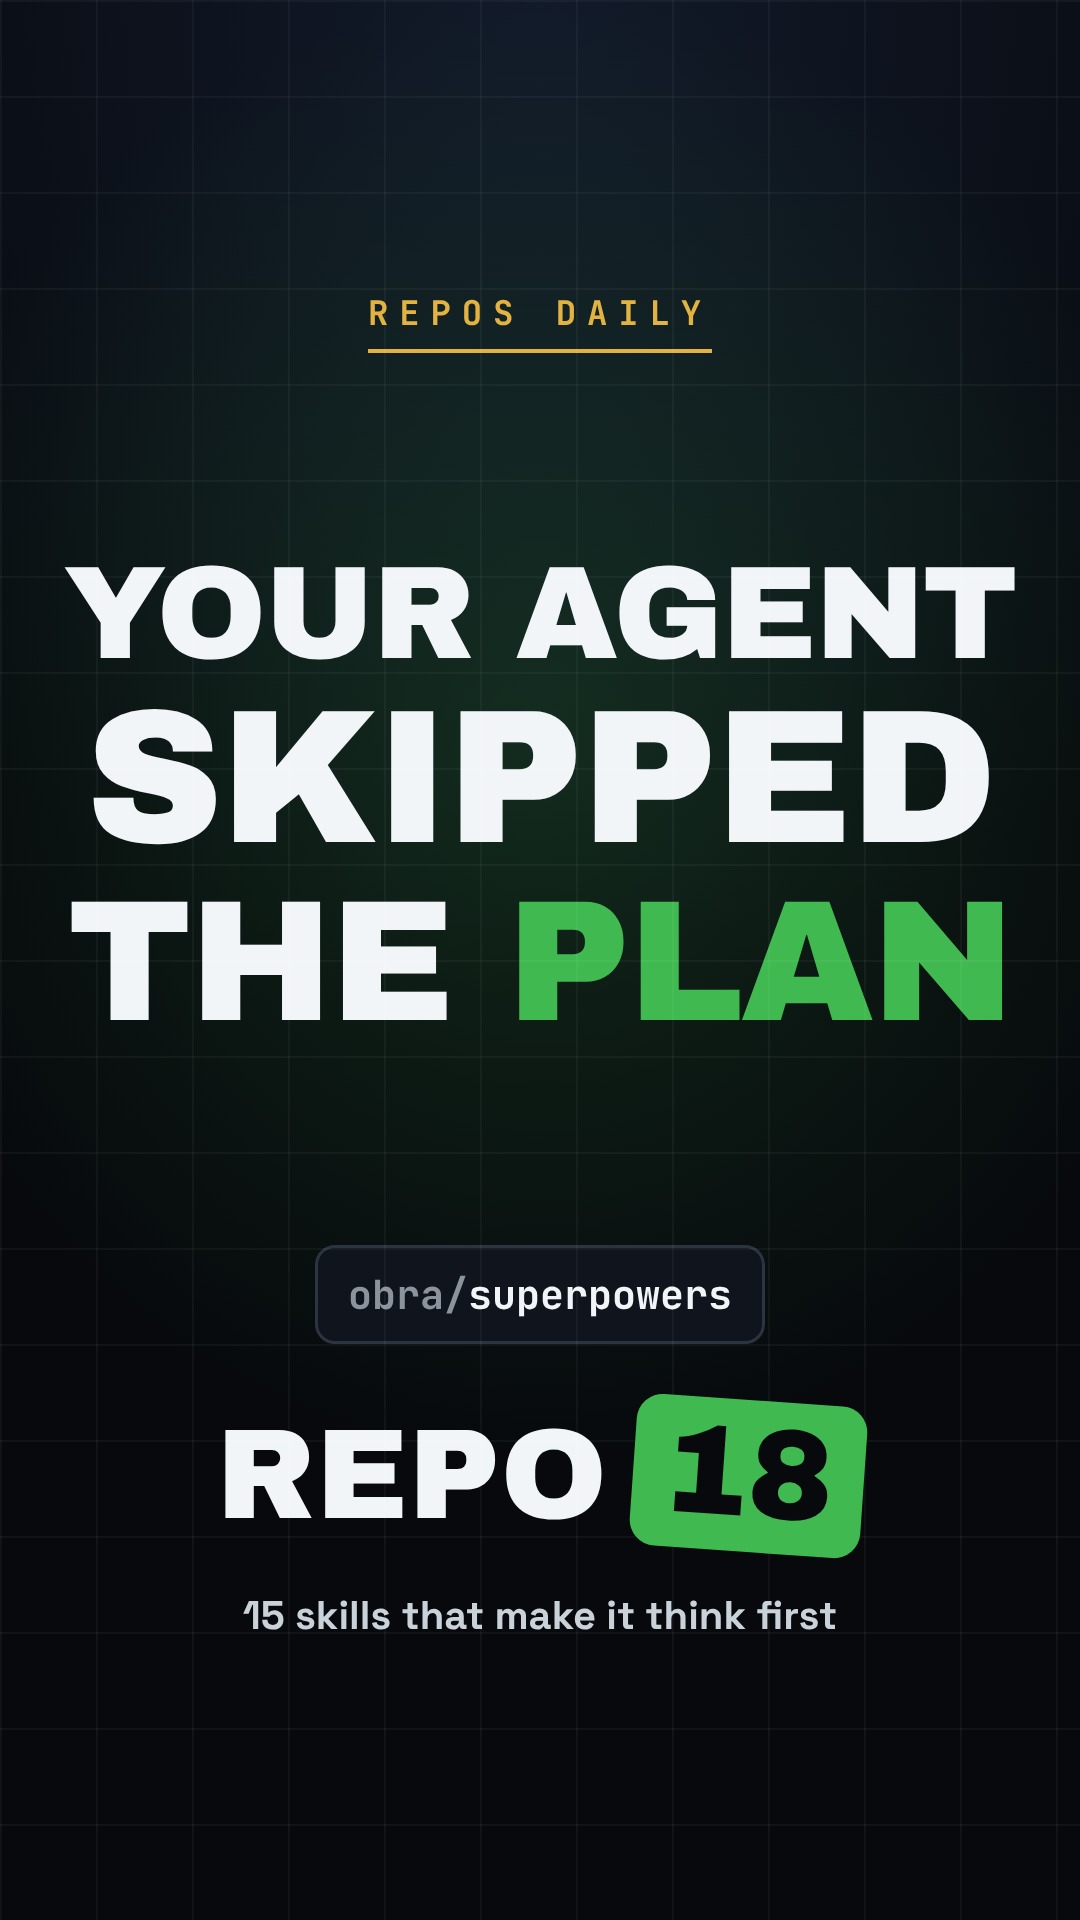 REPOS DAILY
YOUR AGENT
SKIPPED
THE PLAN
obra/superpowers
REPO 18
15 skills that make it think first